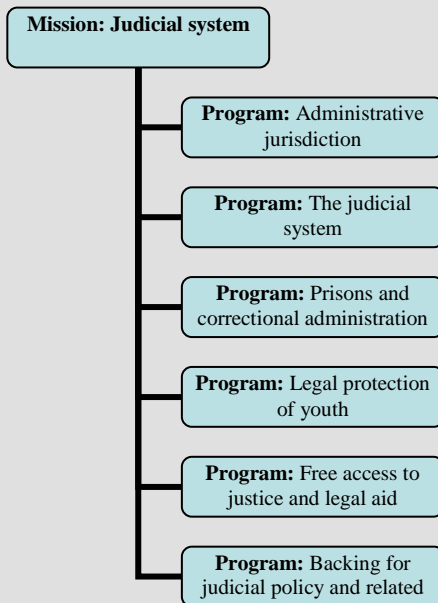 Mission: Judicial system
Program: Administrative
jurisdiction
Program: The judicial
system
Program: Prisons and
correctional administration
Program: Legal protection
of youth
Program: Free access to
justice and legal aid
Program: Backing for
judicial policy and related